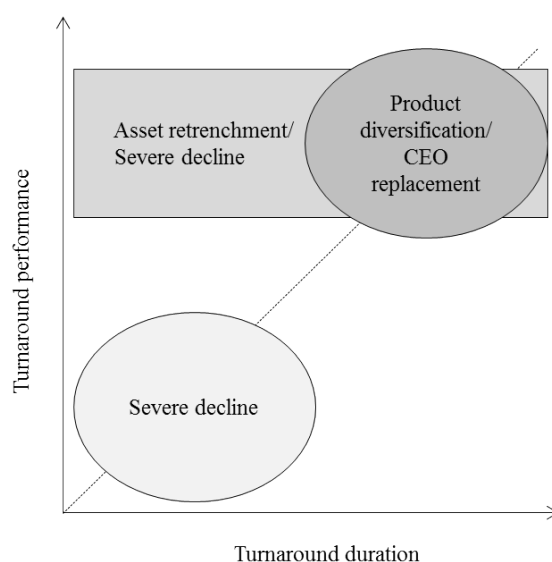 Product
diversification/
CEO
replacement
Asset retrenchment/
Severe decline
Turnaround performance
Severe decline
Turnaround duration